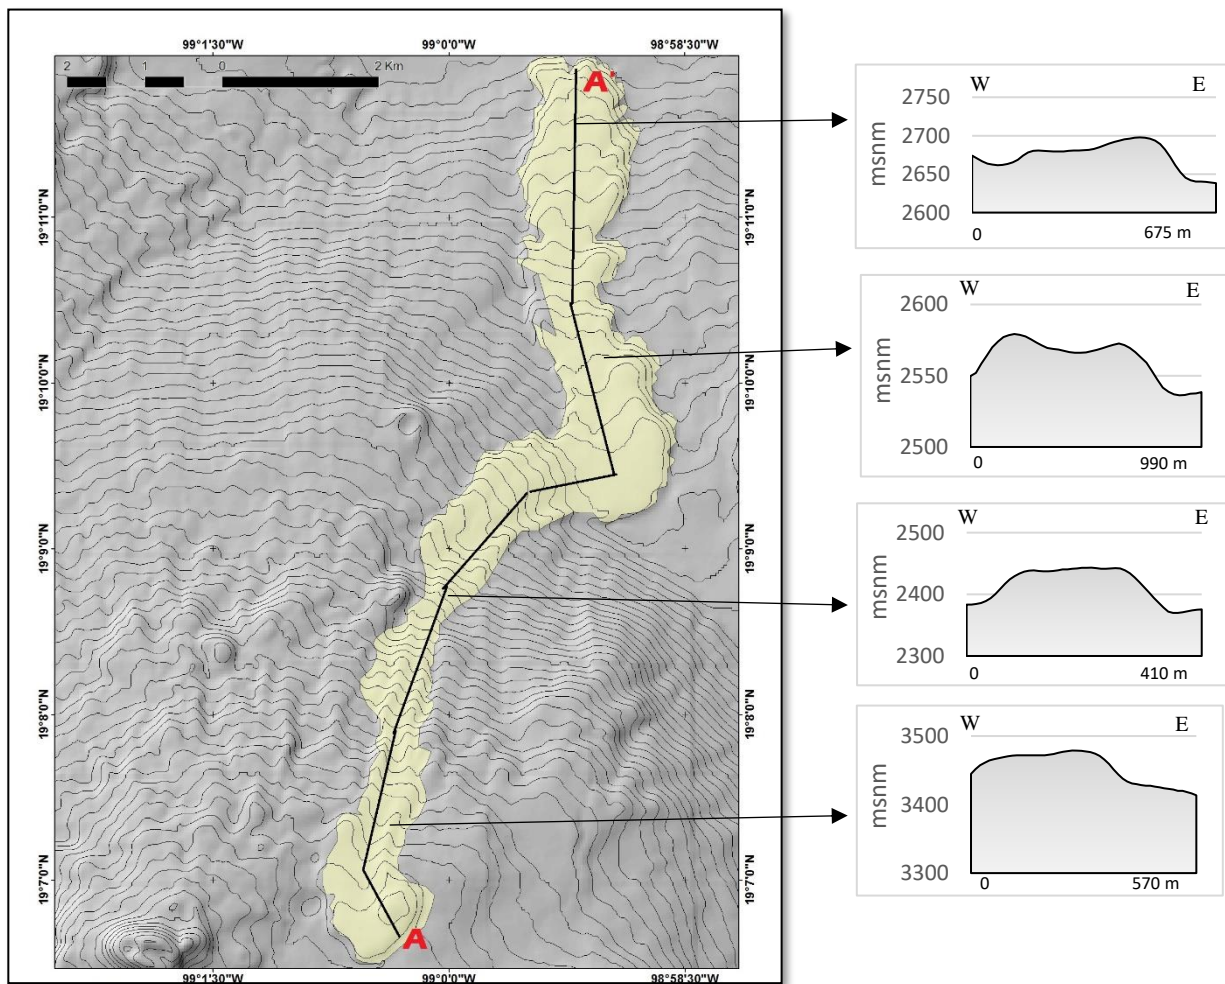 99°1'30"W 99°0'0"W 98°58'30"W
2 1 0 2 Km
A'
19°11'0"N 19°11'0"N
19°10'0"N 19°10'0"N
19°9'0"N 19°9'0"N
19°8'0"N 19°8'0"N
19°7'0"N 19°7'0"N
A
99°1'30"W 99°0'0"W 98°58'30"W
W E
2750
2700
2650
2600
msnm
0 675 m
W E
2600
2550
2500
msnm
0 990 m
W E
2500
2400
2300
msnm
0 410 m
W E
3500
3400
3300
msnm
0 570 m